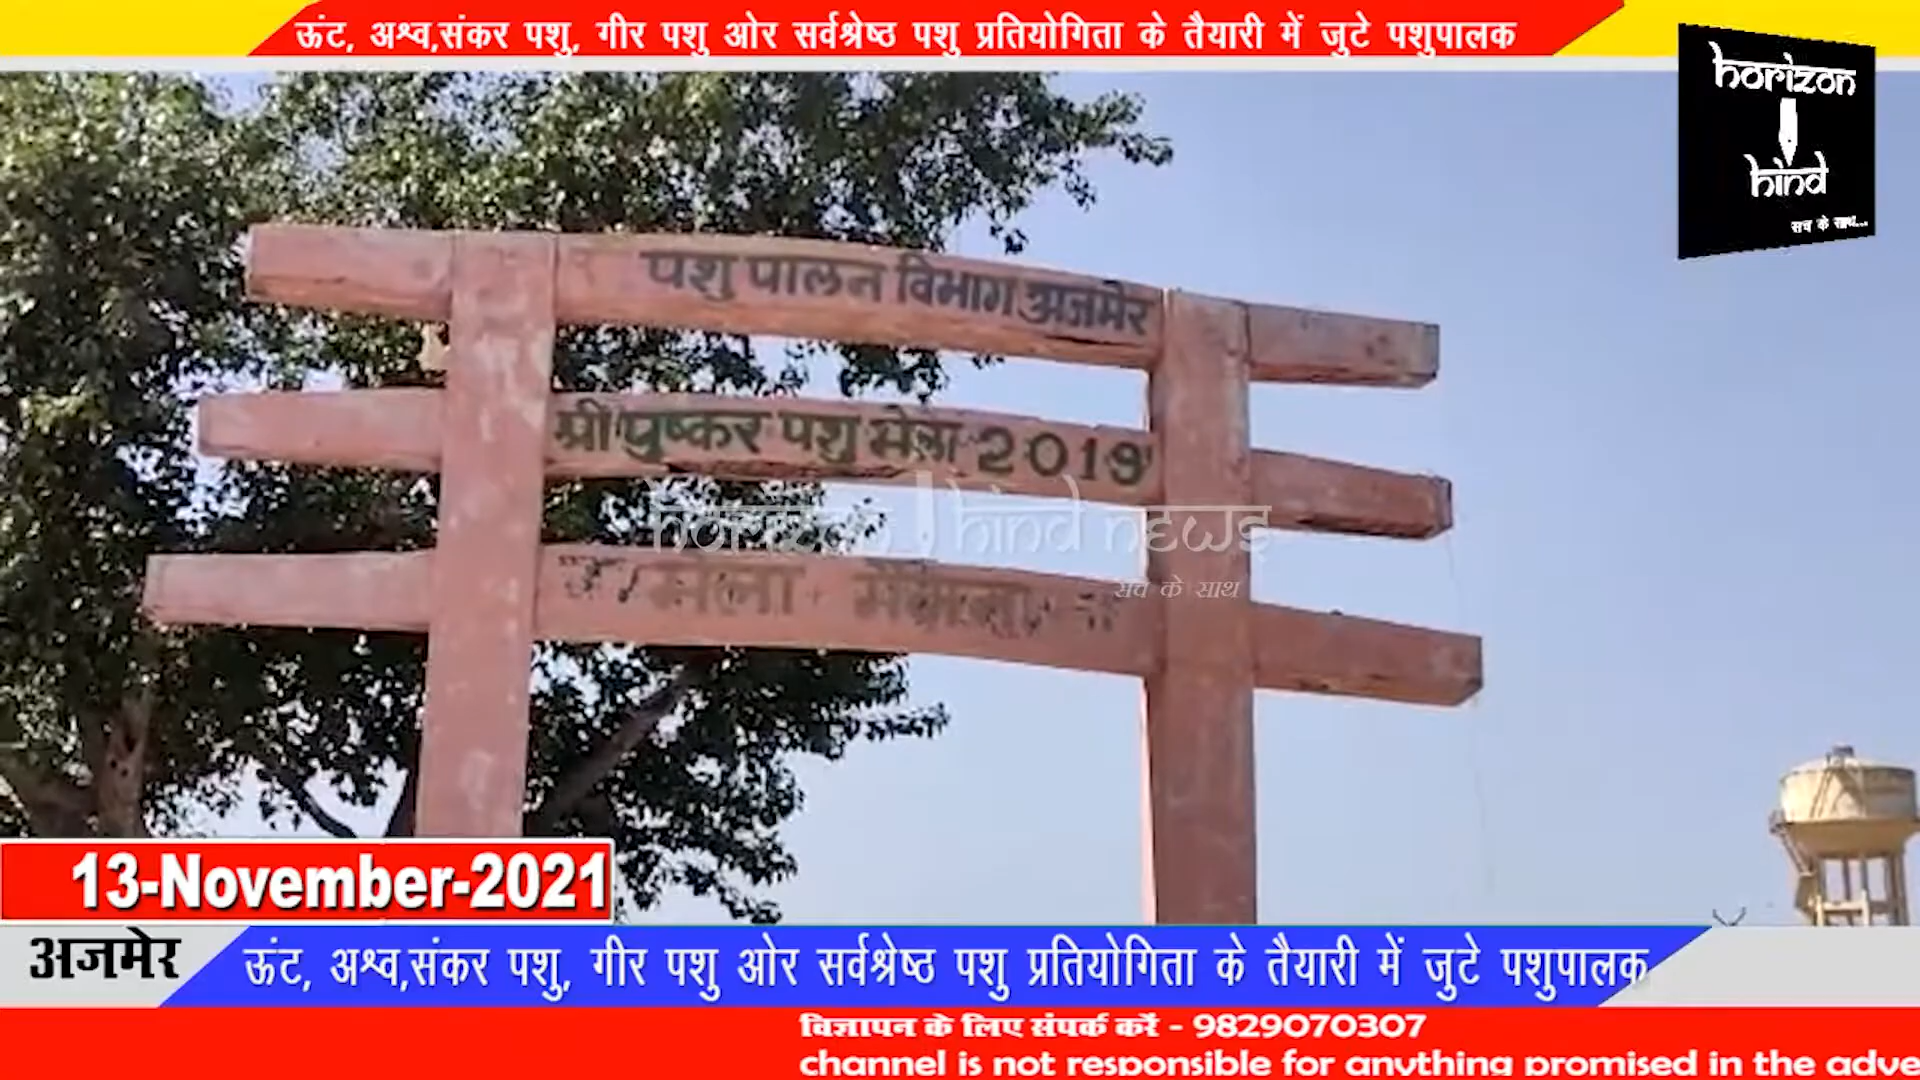 ऊंट, अश्व,संकर पशु, गीर पशु ओर सर्वश्रेष्ठ पशु प्रतियोगिता के तैयारी में जुटे पशुपालक
horizon
hind
सच के साथ...
पशु पालन विभाग अजमेर
श्री पुष्कर पशु मेला 2019
horizon hind news
सच के साथ
मेला
13-November-2021
अजमेर
ऊंट, अश्व,संकर पशु, गीर पशु ओर सर्वश्रेष्ठ पशु प्रतियोगिता के तैयारी में जुटे पशुपालक
विज्ञापन के लिए संपर्क करें - 9829070307
channel is not responsible for anything promised in the adve